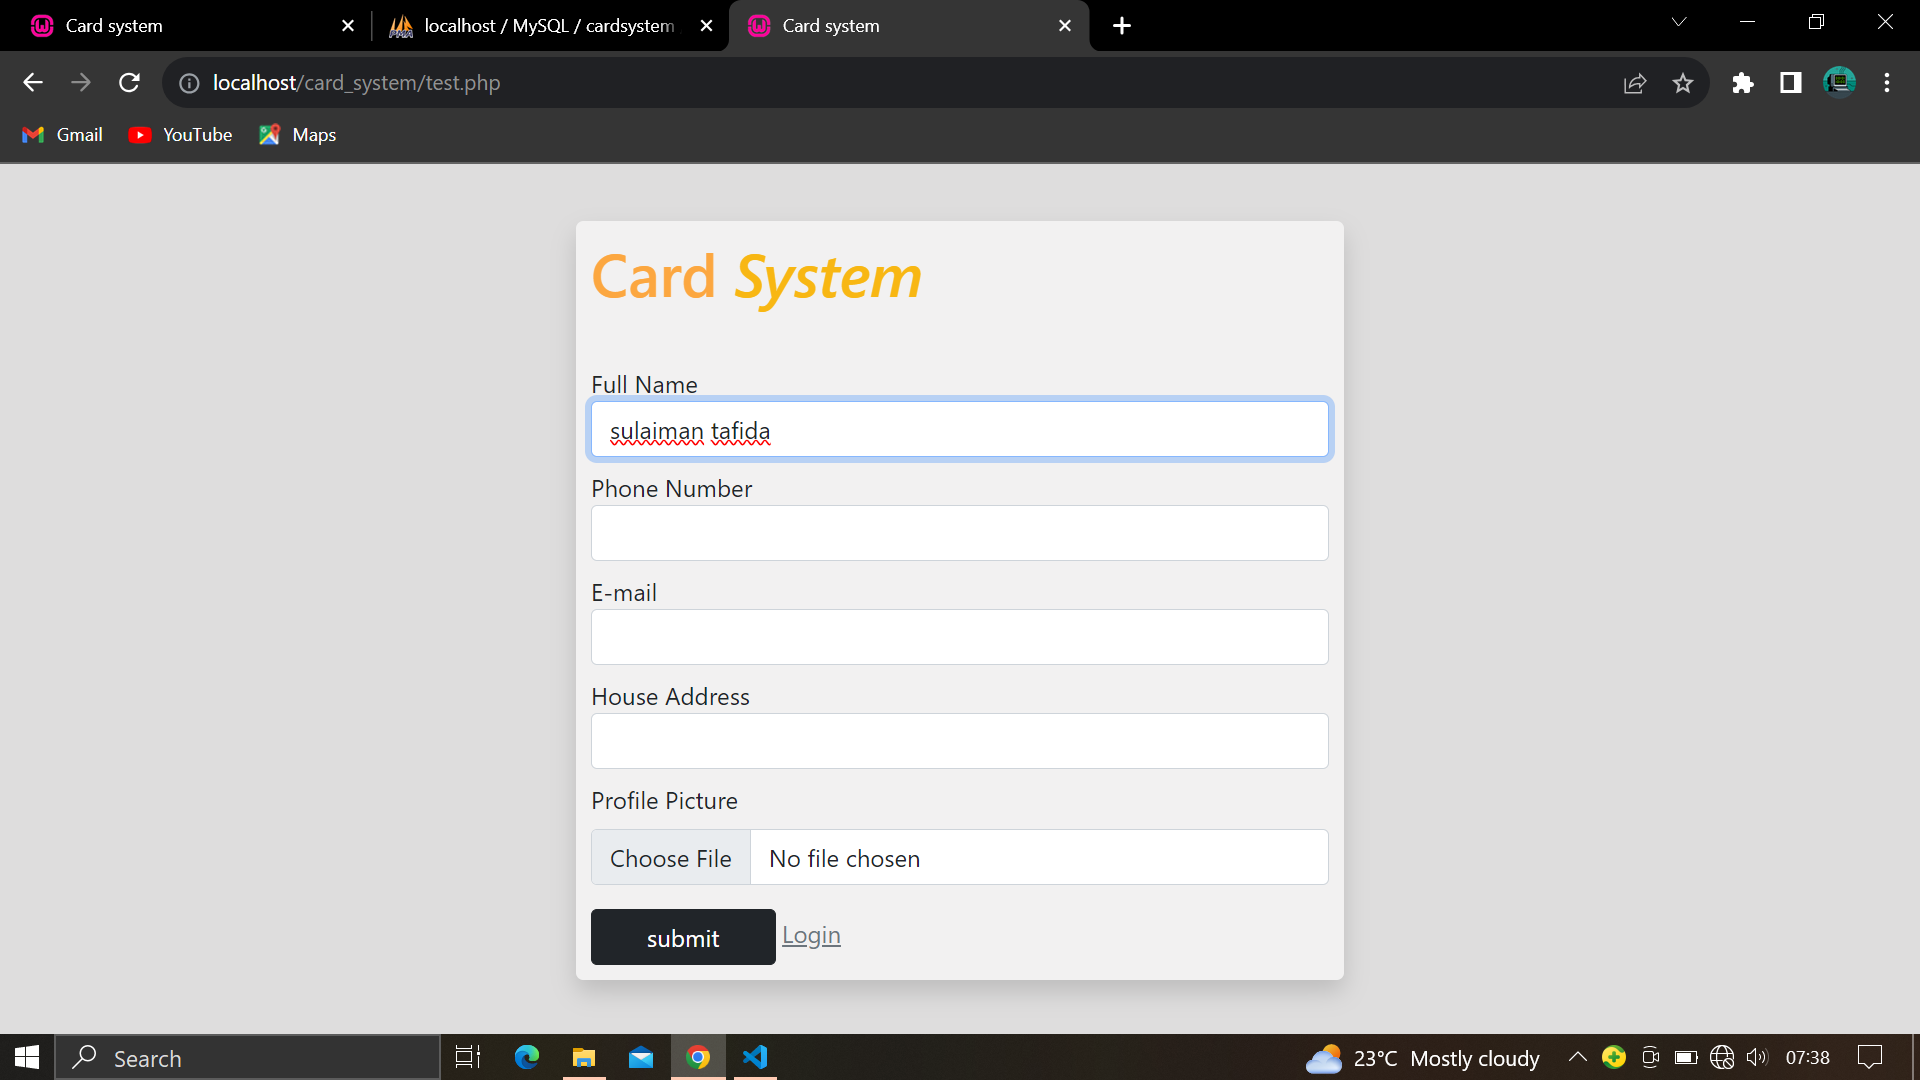 Card system
localhost / MySQL / cardsystem
Card system
localhost/card_system/test.php
Gmail
YouTube
Maps
Card System
Full Name
sulaiman tafida
Phone Number
E-mail
House Address
Profile Picture
Choose File
No file chosen
submit
Login
Search
23°C Mostly cloudy
07:38